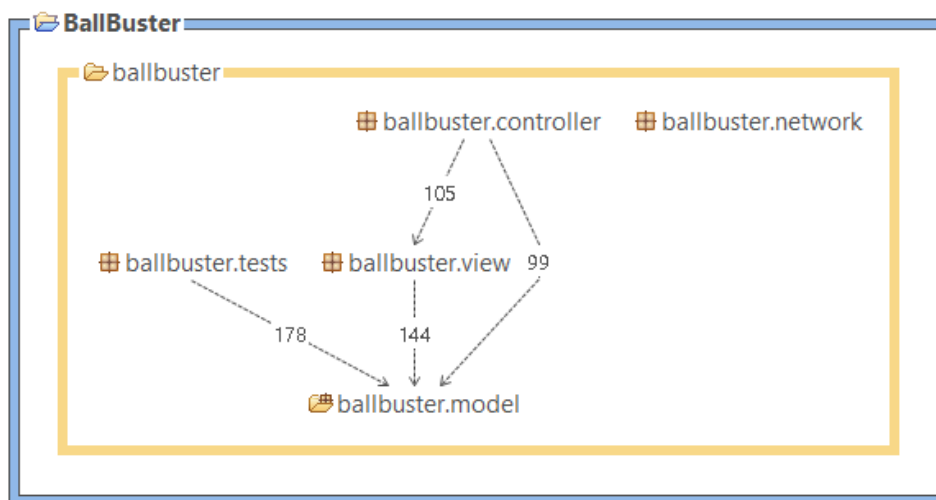 BallBuster
ballbuster
ballbuster.controller ballbuster.network
105
ballbuster.tests ballbuster.view 99
178 144
ballbuster.model